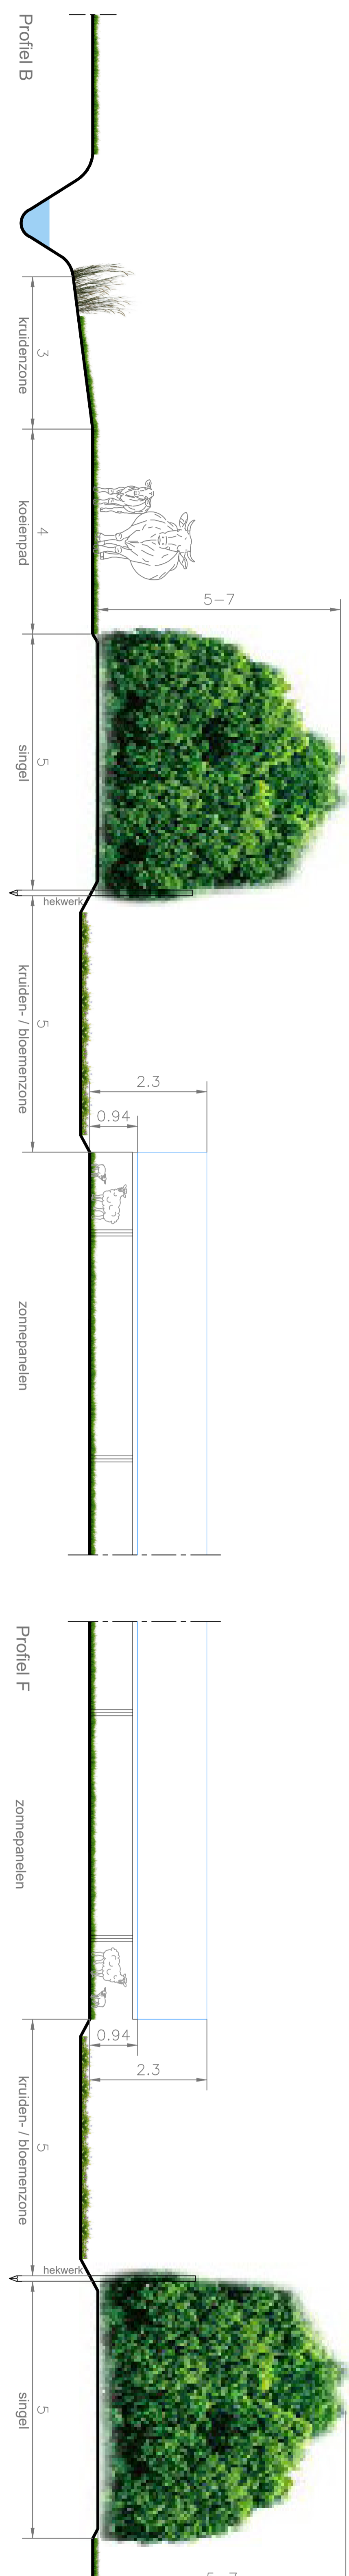 Profiel B
3
kruidenzone
4
koeienpad
5-7
5
singel
hekwerk
5
kruiden- / bloemenzone
2.3
0.94
zonnepanelen
Profiel F
zonnepanelen
0.94
2.3
5
kruiden- / bloemenzone
hekwerk
5
singel